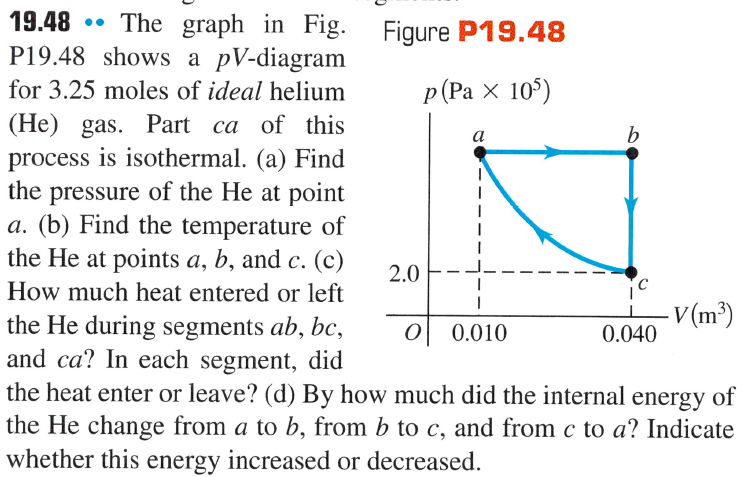 19.48 •• The graph in Fig.
P19.48 shows a pV-diagram
for 3.25 moles of ideal helium
(He) gas. Part ca of this
process is isothermal. (a) Find
the pressure of the He at point
a. (b) Find the temperature of
the He at points a, b, and c. (c)
How much heat entered or left
the He during segments ab, bc,
and ca? In each segment, did
the heat enter or leave? (d) By how much did the internal energy of
the He change from a to b, from b to c, and from c to a? Indicate
whether this energy increased or decreased.
Figure P19.48
p (Pa × 10⁵)
a
b
2.0
c
V (m³)
O
0.010
0.040